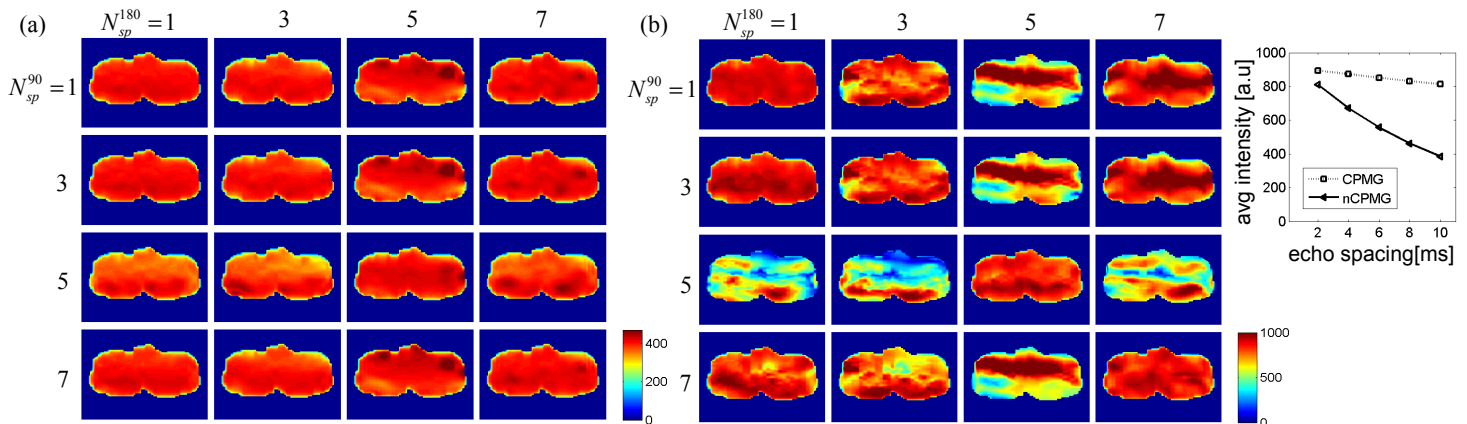 (a) N_sp^180 = 1 3 5 7
N_sp^90 = 1
3
5
7
400
200
0
(b) N_sp^180 = 1 3 5 7
N_sp^90 = 1
3
5
7
1000
500
0
avg intensity [a.u]
1000
800
600
400
200
0
CPMG
nCPMG
2 4 6 8 10
echo spacing[ms]